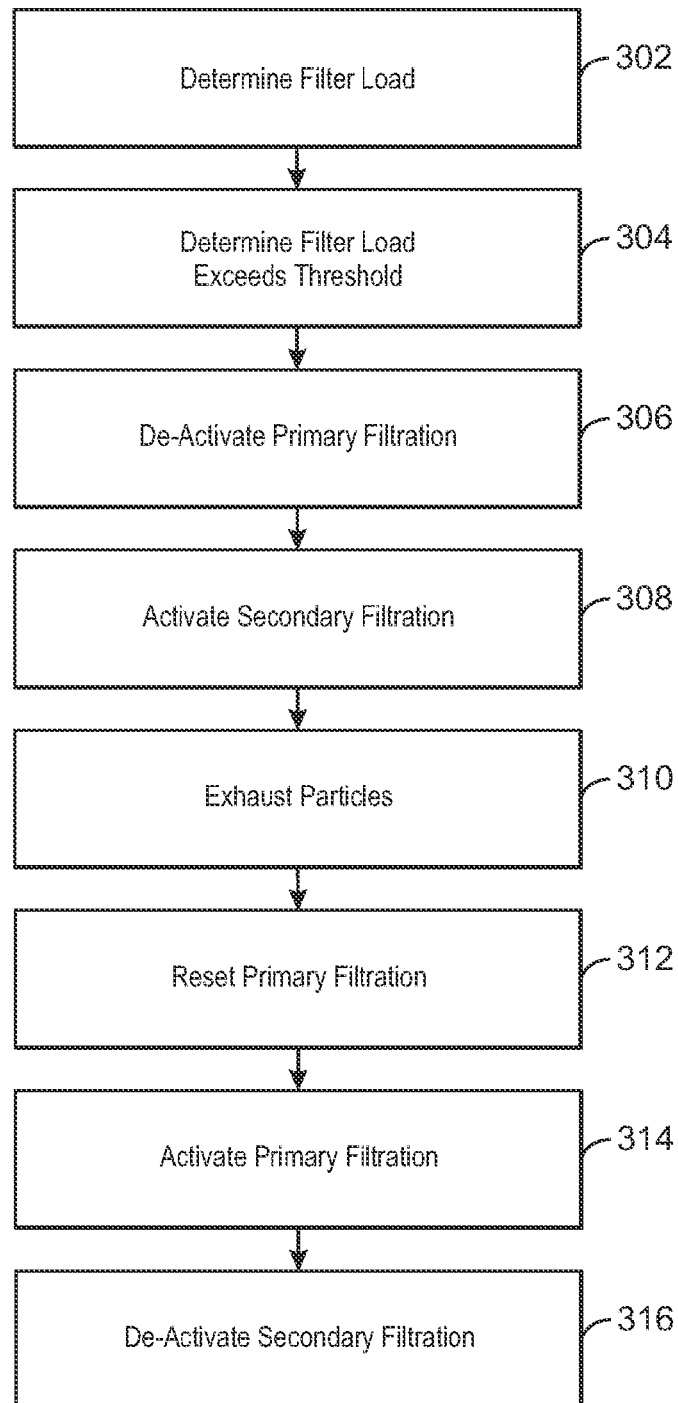 Determine Filter Load
302
Determine Filter Load
Exceeds Threshold
304
De-Activate Primary Filtration
306
Activate Secondary Filtration
308
Exhaust Particles
310
Reset Primary Filtration
312
Activate Primary Filtration
314
De-Activate Secondary Filtration
316